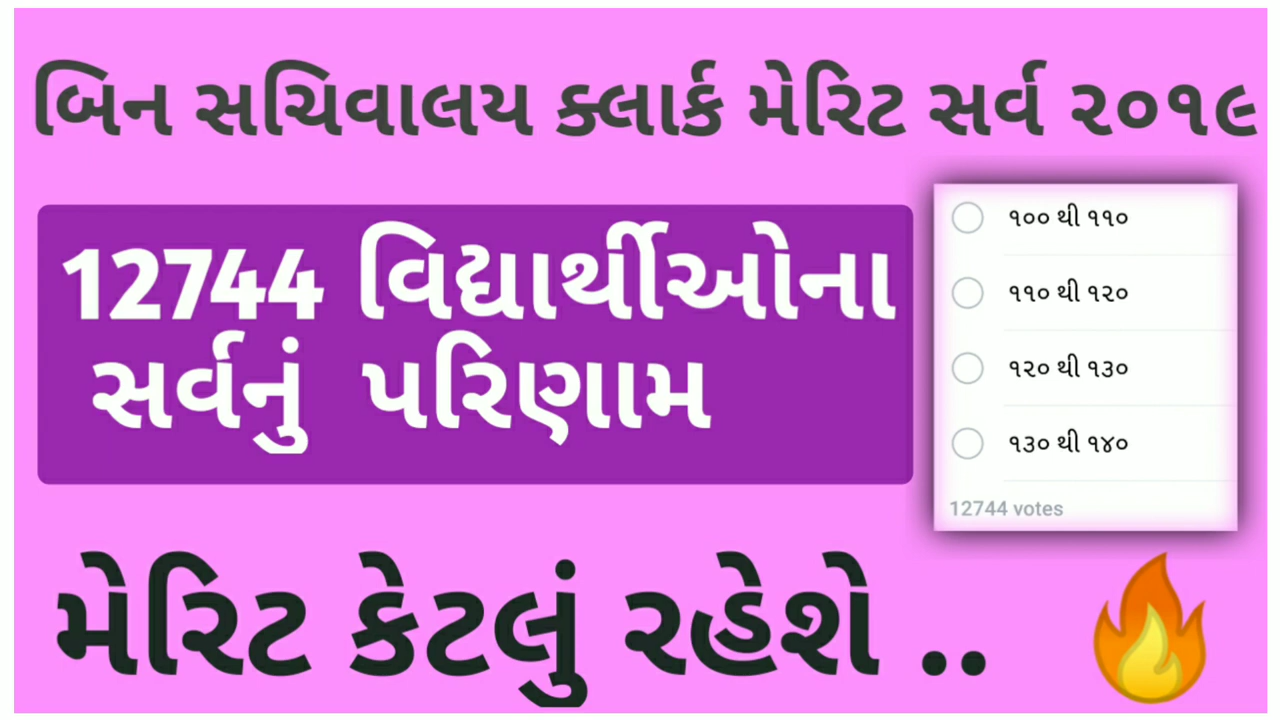 બિન સચિવાલય ક્લાર્ક મેરિટ સર્વ ૨૦૧૯
12744 વિદ્યાર્થીઓના
સર્વનું પરિણામ
૧૦૦ થી ૧૧૦
૧૧૦ થી ૧૨૦
૧૨૦ થી ૧૩૦
૧૩૦ થી ૧૪૦
12744 votes
મેરિટ કેટલું રહેશે ..